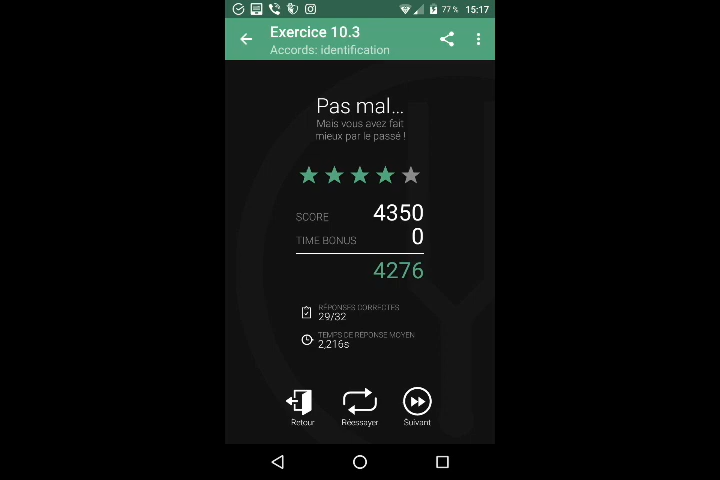 77 % 15:17
Exercice 10.3
Accords: identification
Pas mal...
Mais vous avez fait
mieux par le passé !
SCORE 4350
TIME BONUS 0
4276
RÉPONSES CORRECTES
29/32
TEMPS DE RÉPONSE MOYEN
2,216s
Retour Réessayer Suivant